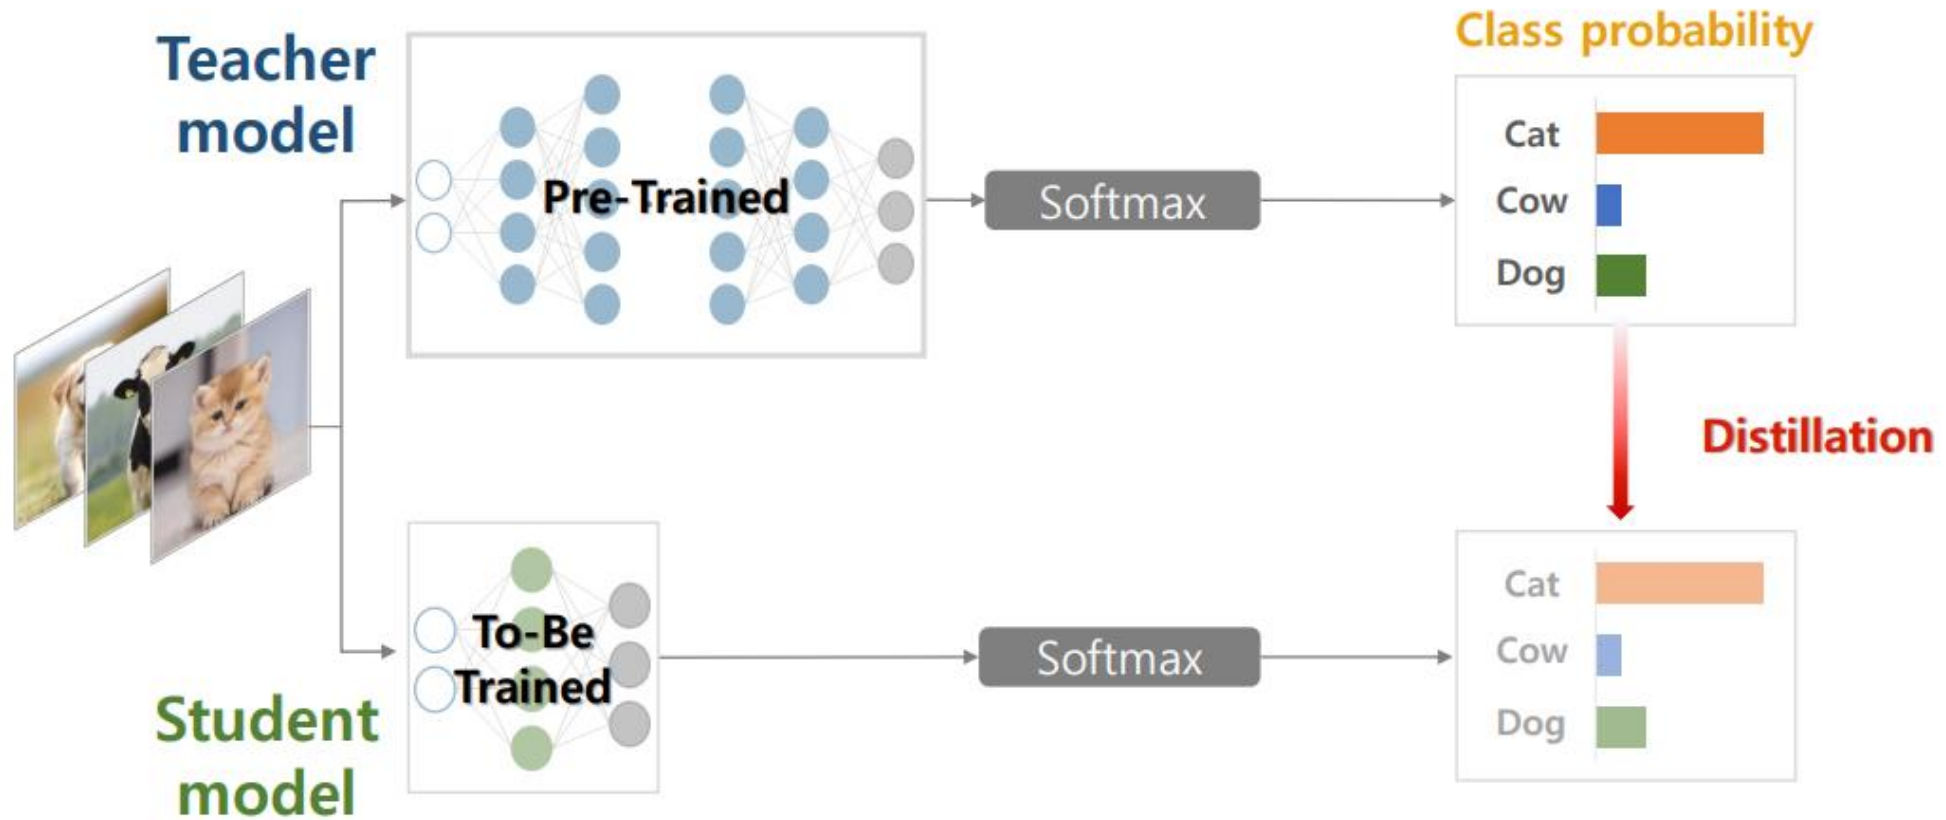 Teacher
model
Pre-Trained
Softmax
Class probability
Cat
Cow
Dog
Distillation
Student
model
To-Be
Trained
Softmax
Cat
Cow
Dog